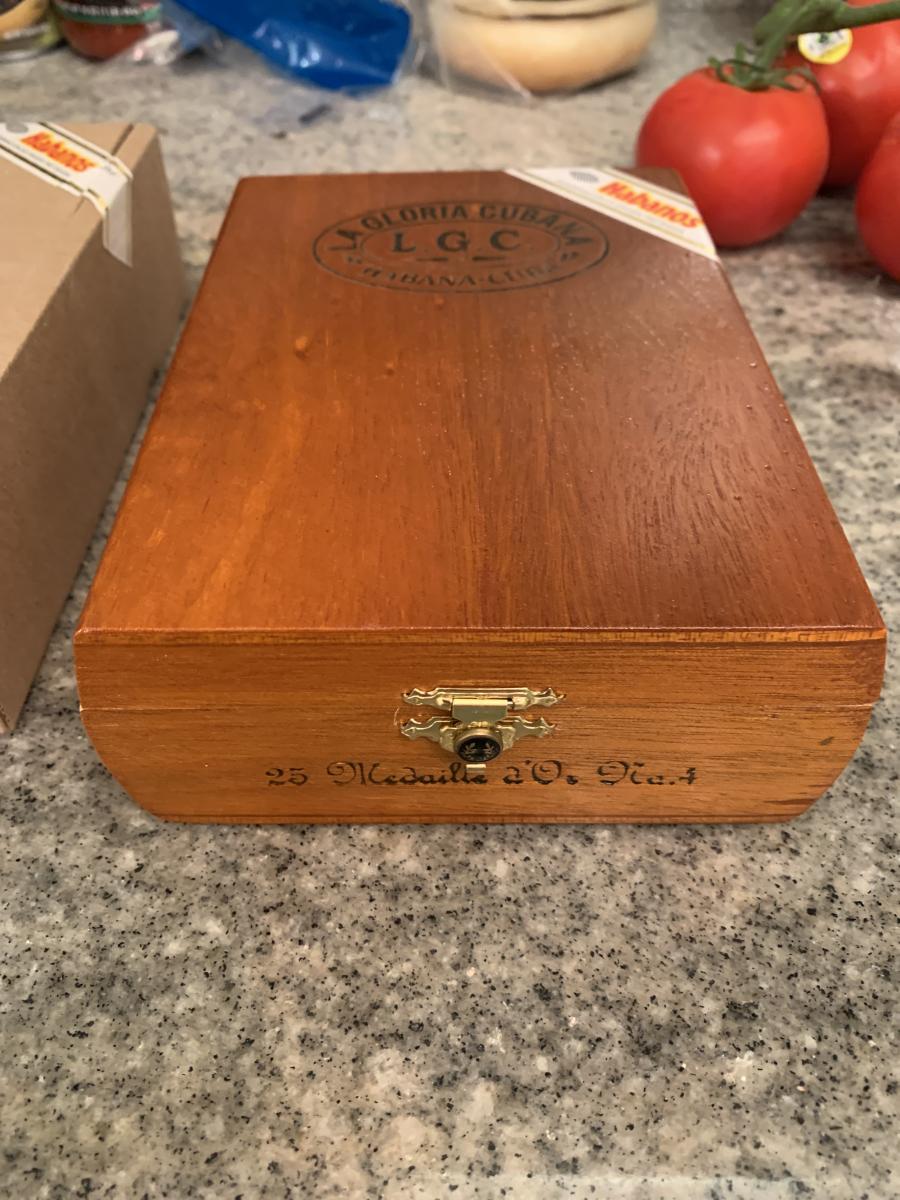 Habanos
Habanos
LA GLORIA CUBANA
L.G.C.
HABANA-CUBA
25 Medaille d'Or No.4